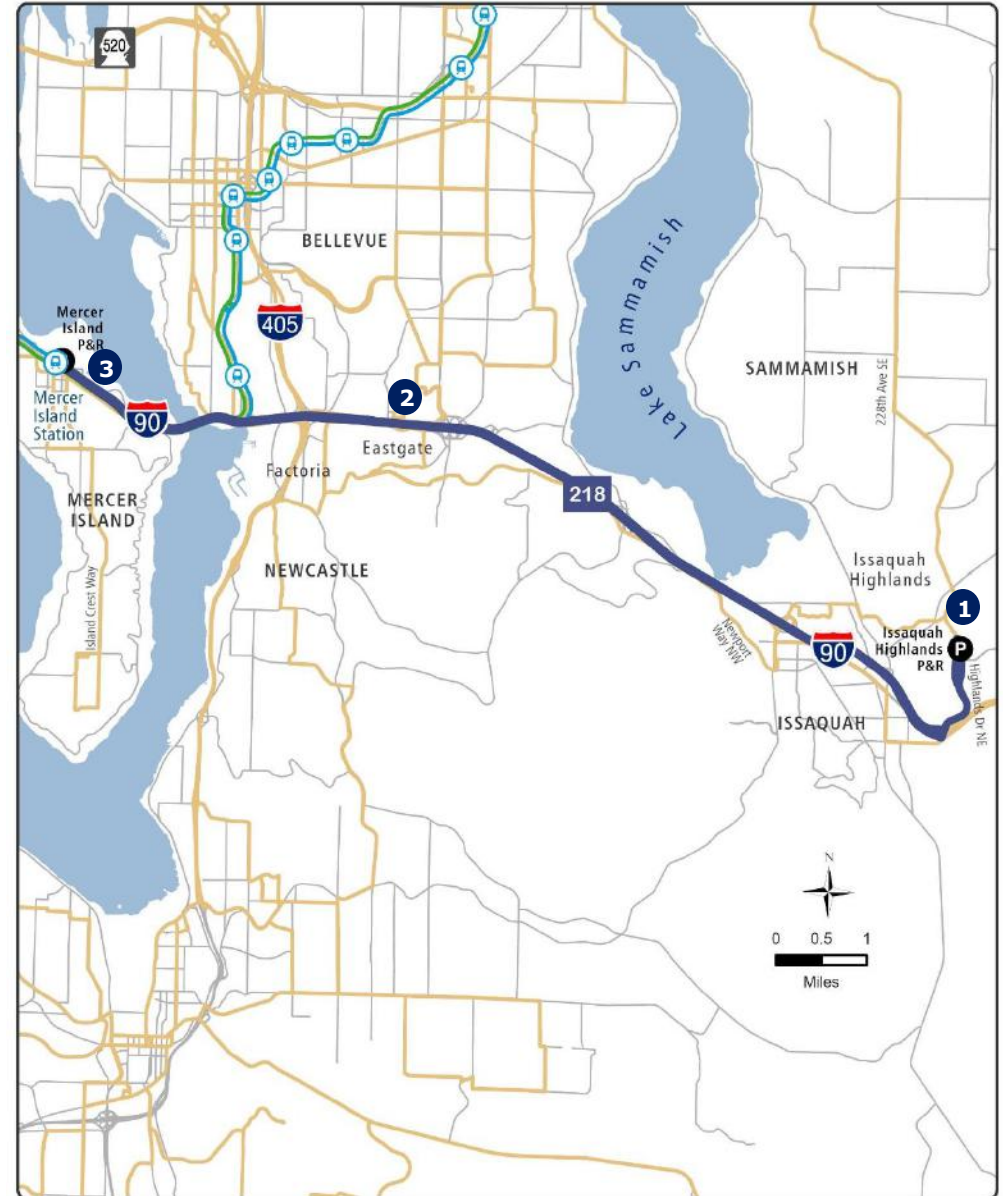 520
BELLEVUE
405
Mercer
Island
P&R
3
Mercer
Island
Station
90
2
Eastgate
Factoria
Lake Sammamish
SAMMAMISH
228th Ave SE
218
MERCER
ISLAND
Island Crest Way
NEWCASTLE
Issaquah
Highlands
1
Issaquah
Highlands
P&R
P
Newport
Way NW
90
Highlands Dr NE
ISSAQUAH
N
0 0.5 1
Miles